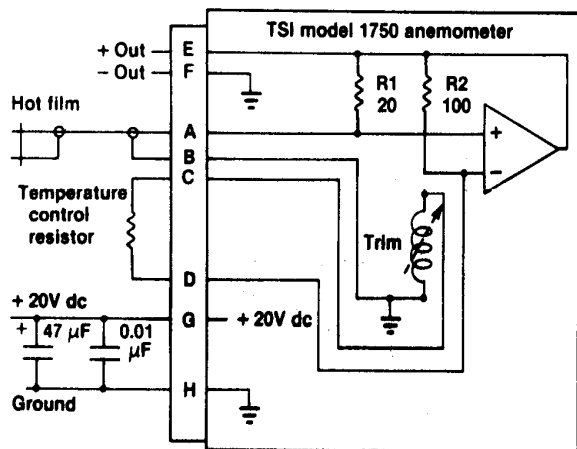 TSI model 1750 anemometer
+ Out
E
− Out
F
R1
20
R2
100
Hot film
A
+
B
−
C
Temperature
control
resistor
Trim
D
+ 20V dc
G
+ 20V dc
+
47 µF
0.01
µF
H
Ground